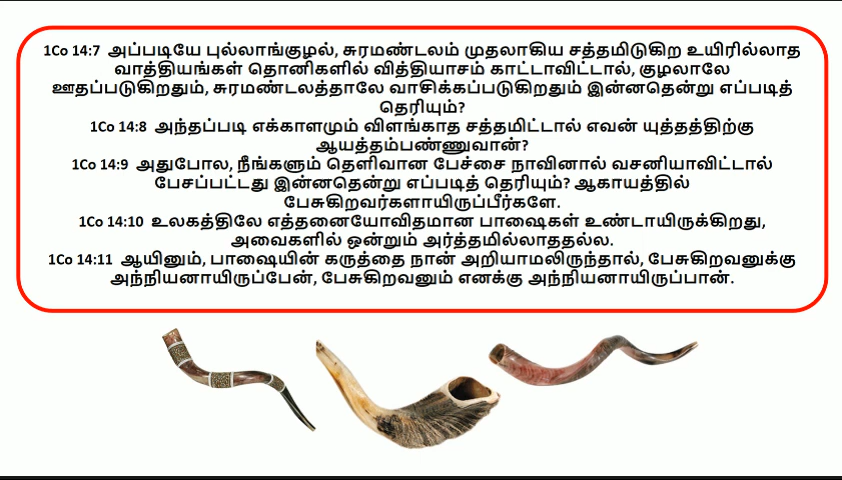 1Co 14:7 அப்படியே புல்லாங்குழல், சுரமண்டலம் முதலாகிய சத்தமிடுகிற உயிரில்லாத
வாத்தியங்கள் தொனிகளில் வித்தியாசம் காட்டாவிட்டால், குழலாலே
ஊதப்படுகிறதும், சுரமண்டலத்தாலே வாசிக்கப்படுகிறதும் இன்னதென்று எப்படித்
தெரியும்?
1Co 14:8 அந்தப்படி எக்காளமும் விளங்காத சத்தமிட்டால் எவன் யுத்தத்திற்கு
ஆயத்தம்பண்ணுவான்?
1Co 14:9 அதுபோல, நீங்களும் தெளிவான பேச்சை நாவினால் வசனியாவிட்டால்
பேசப்பட்டது இன்னதென்று எப்படித் தெரியும்? ஆகாயத்தில்
பேசுகிறவர்களாயிருப்பீர்களே.
1Co 14:10 உலகத்திலே எத்தனையோவிதமான பாஷைகள் உண்டாயிருக்கிறது,
அவைகளில் ஒன்றும் அர்த்தமில்லாததல்ல.
1Co 14:11 ஆயினும், பாஷையின் கருத்தை நான் அறியாமலிருந்தால், பேசுகிறவனுக்கு
அந்நியனாயிருப்பேன், பேசுகிறவனும் எனக்கு அந்நியனாயிருப்பான்.